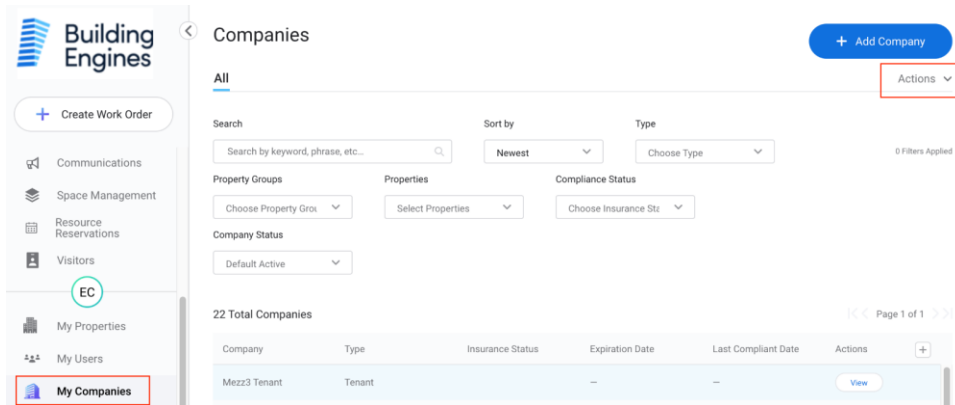 Building
Engines
Companies
+ Add Company
All
Actions
+ Create Work Order
Search
Sort by
Type
Search by keyword, phrase, etc...
Newest
Choose Type
0 Filters Applied
Communications
Property Groups
Properties
Compliance Status
Space Management
Choose Property Grou
Select Properties
Choose Insurance Sta
Resource
Reservations
Company Status
Visitors
Default Active
EC
22 Total Companies
Page 1 of 1
My Properties
Company Type Insurance Status Expiration Date Last Compliant Date Actions +
My Users
Mezz3 Tenant Tenant – – View
My Companies